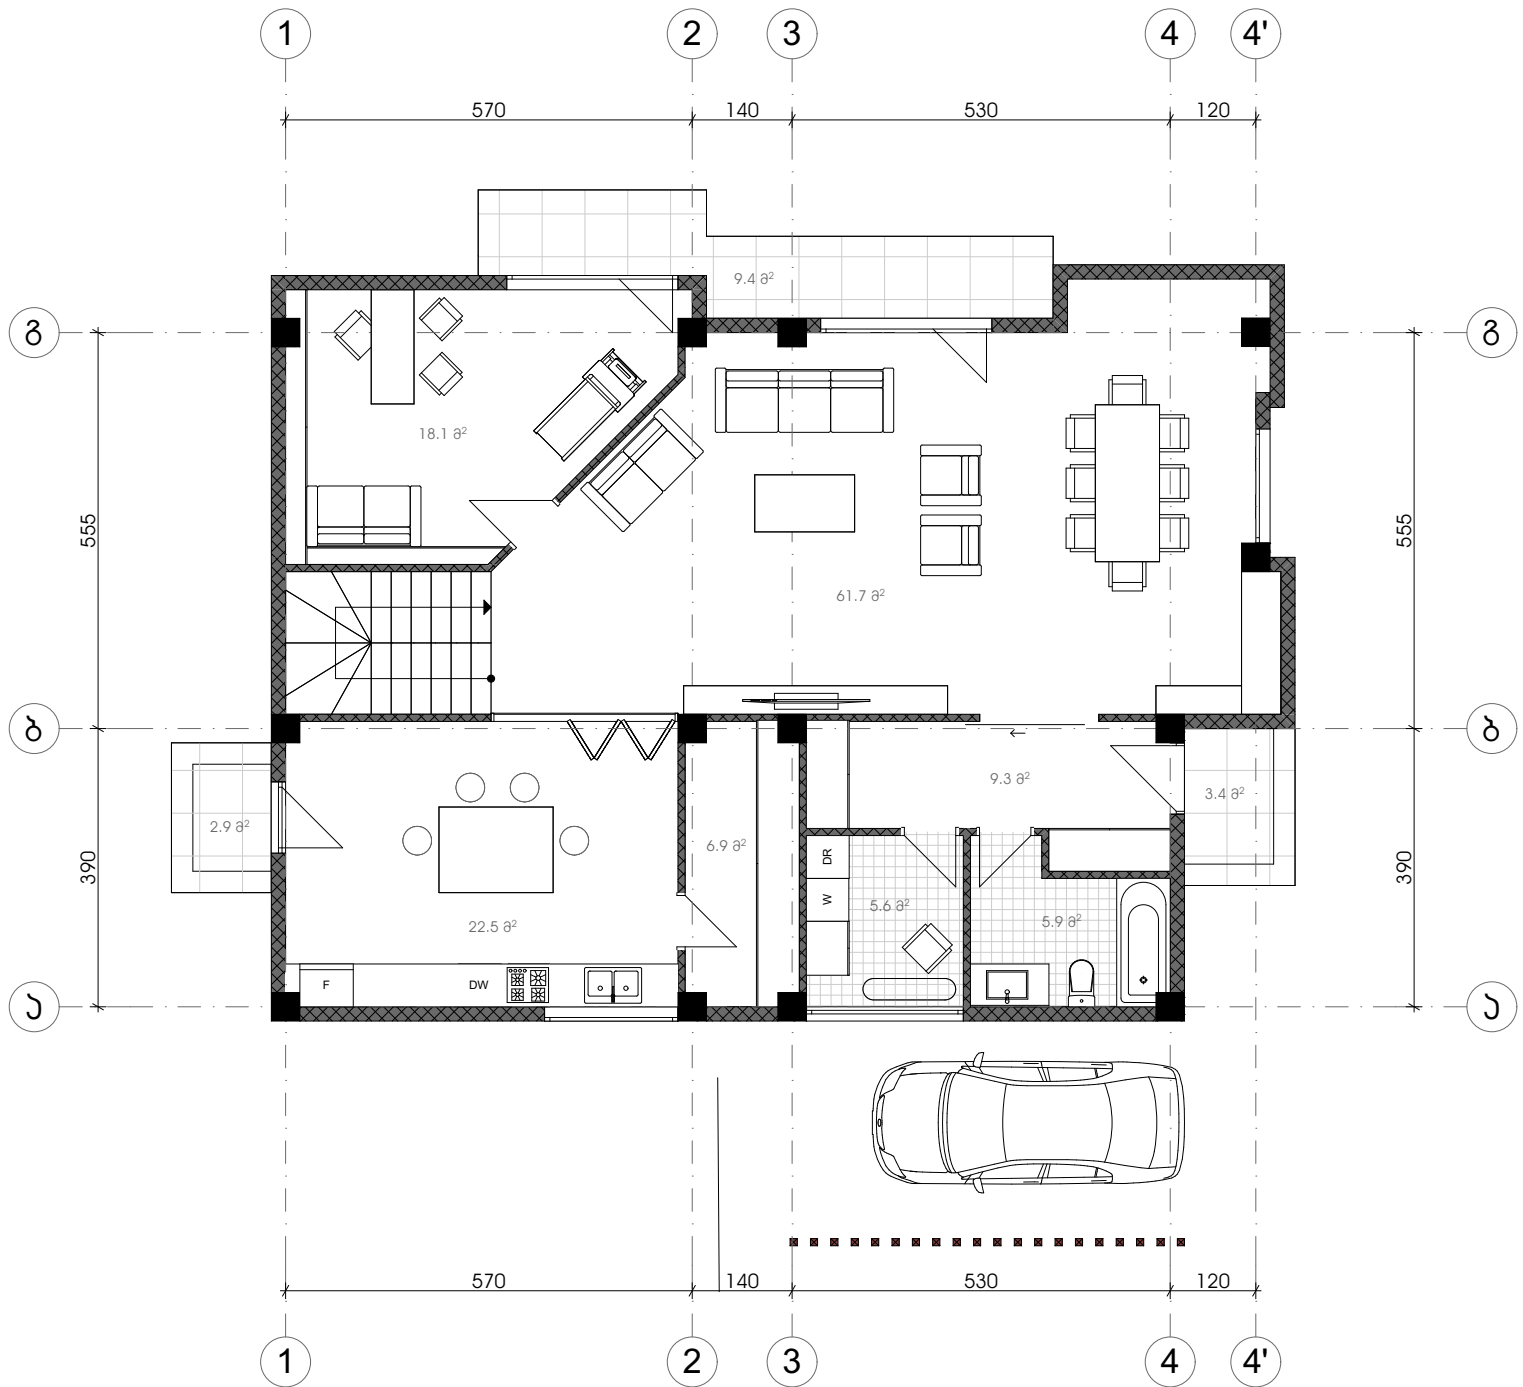 1 2 3 4 4'
570 140 530 120
გ გ
9.4 მ²
18.1 მ²
555 555
61.7 მ²
ბ ბ
9.3 მ²
3.4 მ²
2.9 მ²
6.9 მ²
DR
390 390
W
5.6 მ²
5.9 მ²
22.5 მ²
F DW
ა ა
570 140 530 120
1 2 3 4 4'